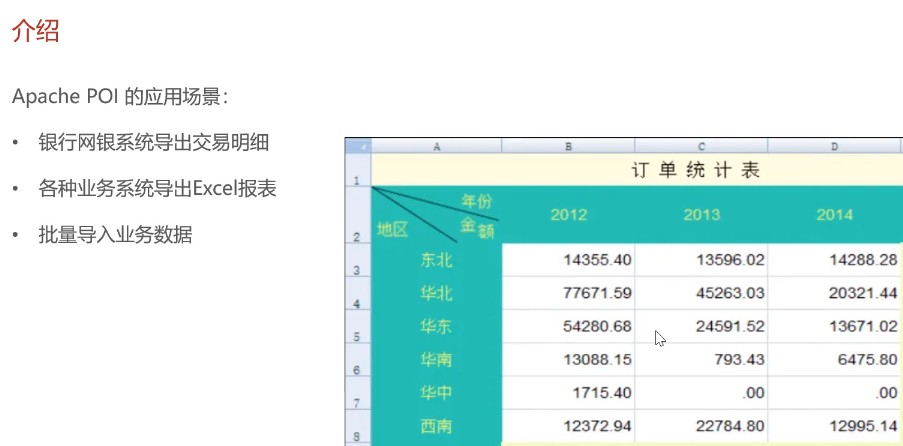 介绍
Apache POI 的应用场景：
• 银行网银系统导出交易明细
• 各种业务系统导出Excel报表
• 批量导入业务数据
A B C D
1 订单统计表
2 地区 金额 年份 2012 2013 2014
3 东北 14355.40 13596.02 14288.28
4 华北 77671.59 45263.03 20321.44
5 华东 54280.68 24591.52 13671.02
6 华南 13088.15 793.43 6475.80
7 华中 1715.40 .00 .00
8 西南 12372.94 22784.80 12995.14